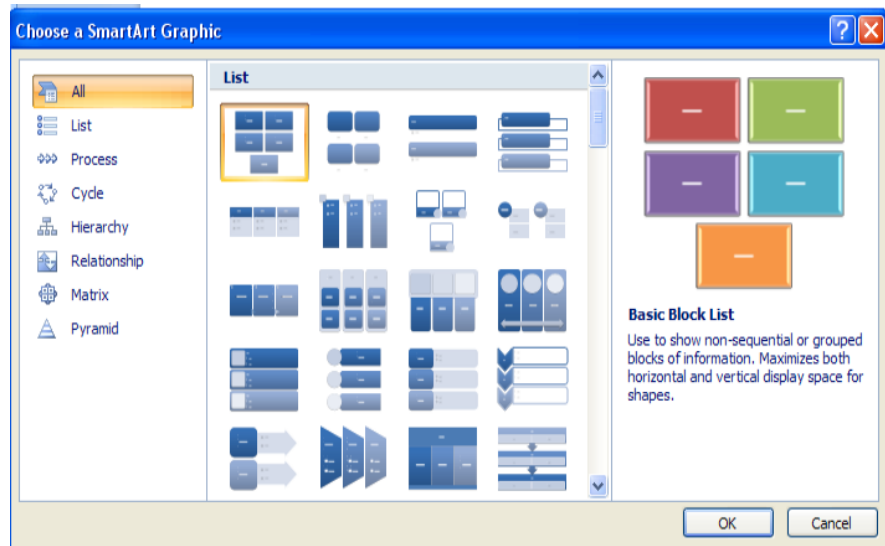 Choose a SmartArt Graphic
All
List
Process
Cycle
Hierarchy
Relationship
Matrix
Pyramid
List
Basic Block List
Use to show non-sequential or grouped
blocks of information. Maximizes both
horizontal and vertical display space for
shapes.
OK
Cancel